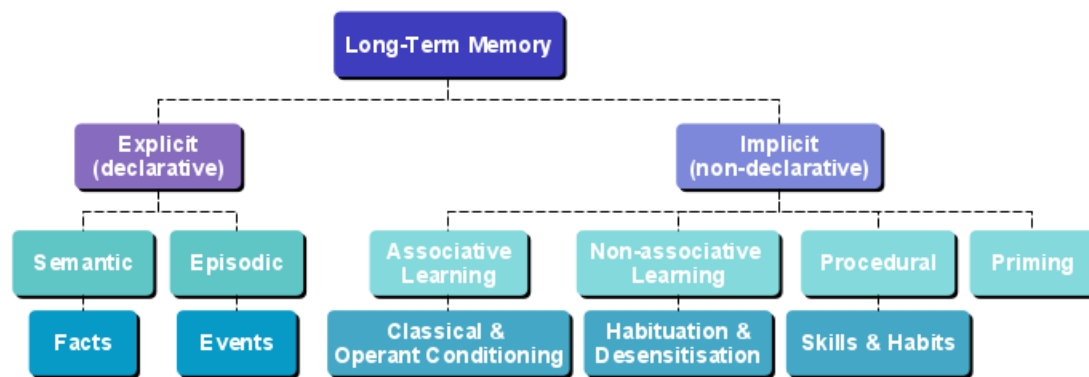 Long-Term Memory
Explicit
(declarative)
Implicit
(non-declarative)
Semantic
Episodic
Associative
Learning
Non-associative
Learning
Procedural
Priming
Facts
Events
Classical &
Operant Conditioning
Habituation &
Desensitisation
Skills & Habits